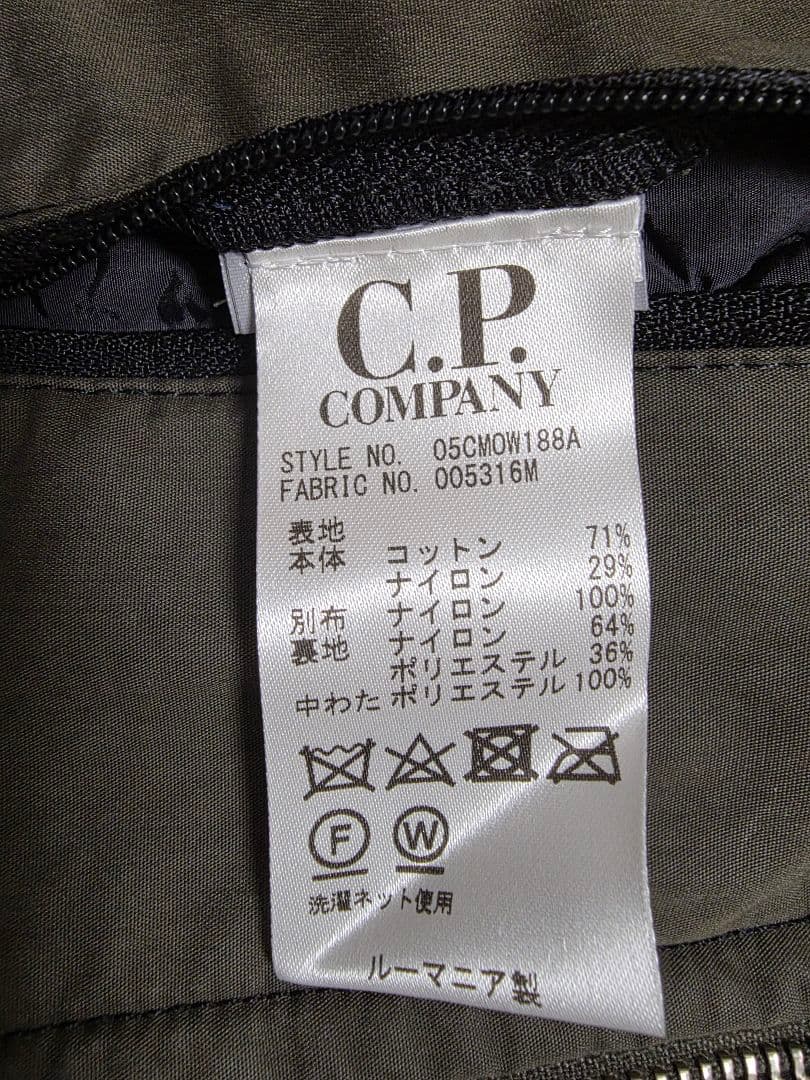 C.P.
COMPANY
STYLE NO. 05CMOW188A
FABRIC NO. 005316M
表地
本体 コットン 71%
ナイロン 29%
別布 ナイロン 100%
裏地 ナイロン 64%
ポリエステル 36%
中わた ポリエステル 100%
F W
洗濯ネット使用
ルーマニア製